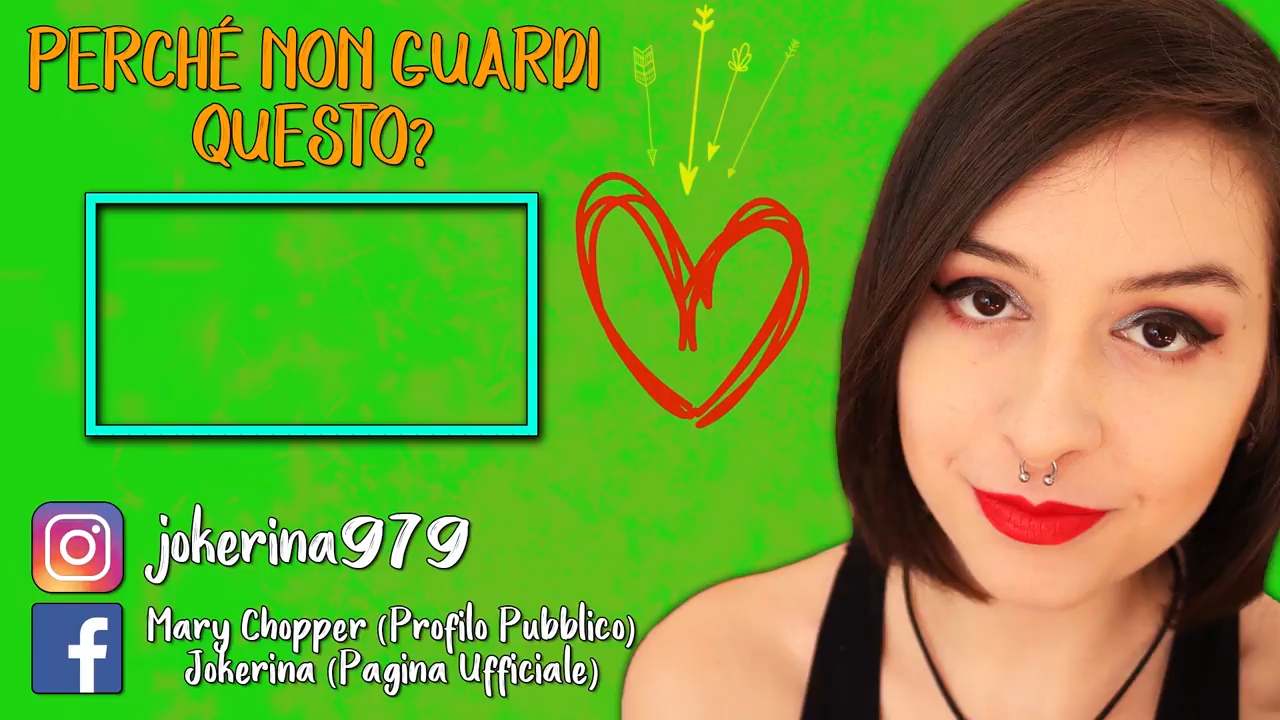 PERCHÉ NON GUARDI
QUESTO?
jokerina979
Mary Chopper (Profilo Pubblico)
Jokerina (Pagina Ufficiale)